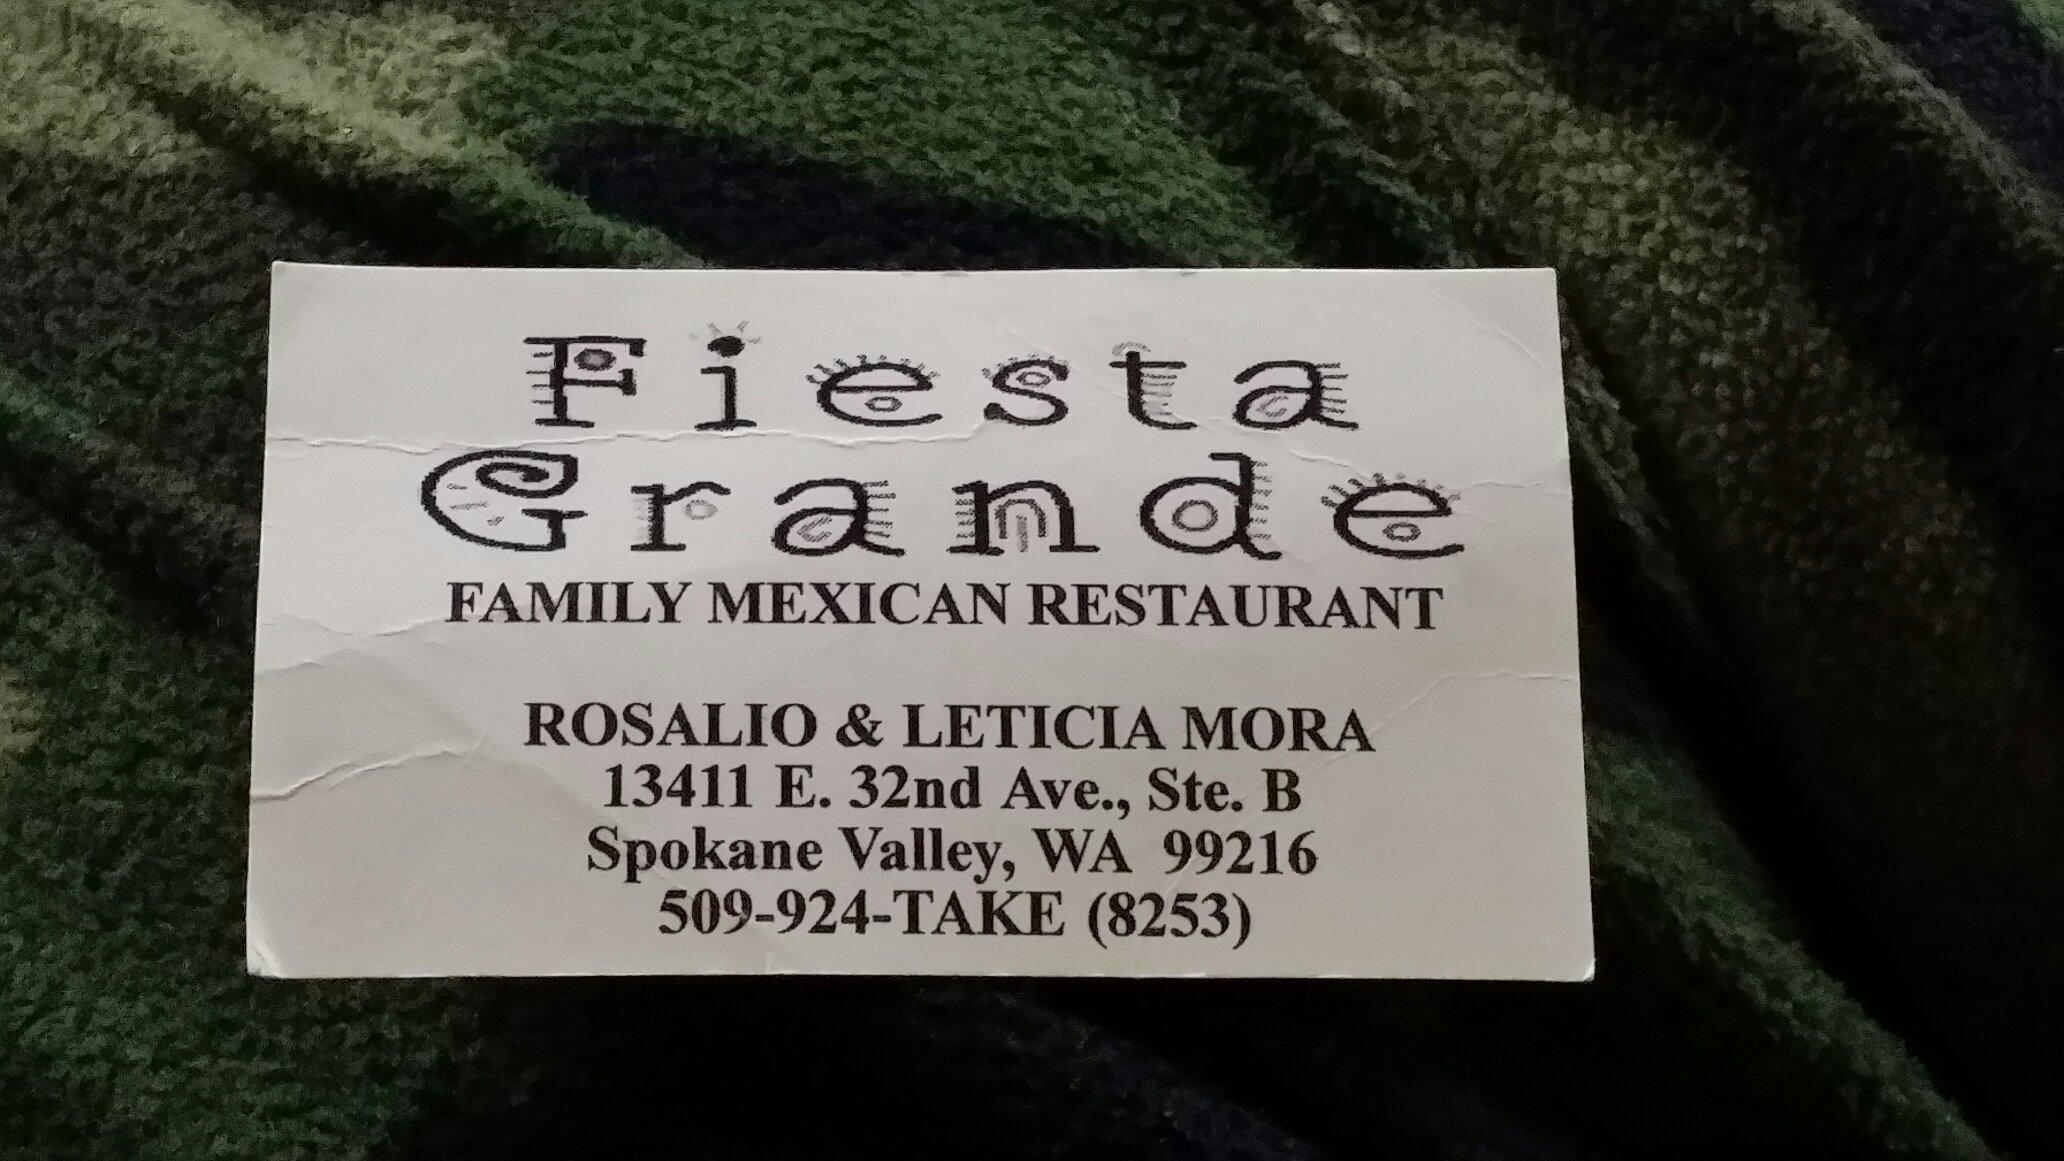 Fiesta
Grande
FAMILY MEXICAN RESTAURANT
ROSALIO & LETICIA MORA
13411 E. 32nd Ave., Ste. B
Spokane Valley, WA 99216
509-924-TAKE (8253)